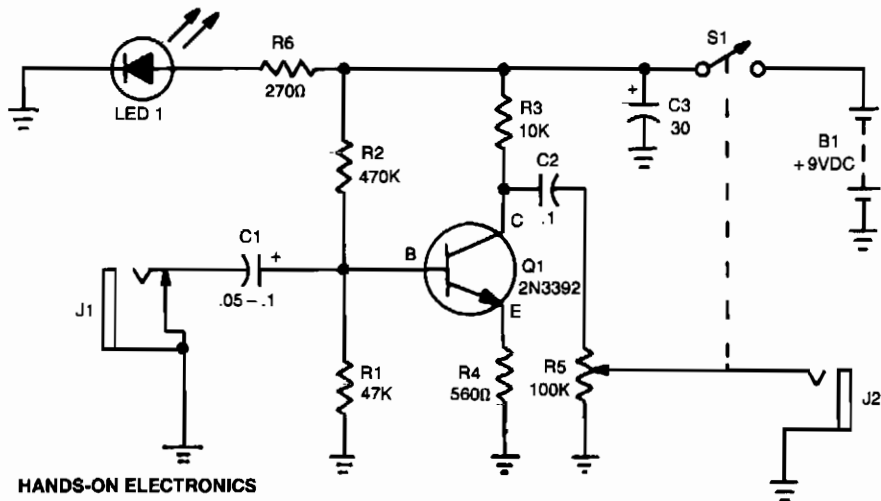 LED 1
R6
270Ω
S1
R3
10K
+
C3
30
B1
+9VDC
R2
470K
C2
.1
C
C1
+
.05 – .1
B
Q1
2N3392
E
J1
R1
47K
R4
560Ω
R5
100K
J2
HANDS-ON ELECTRONICS